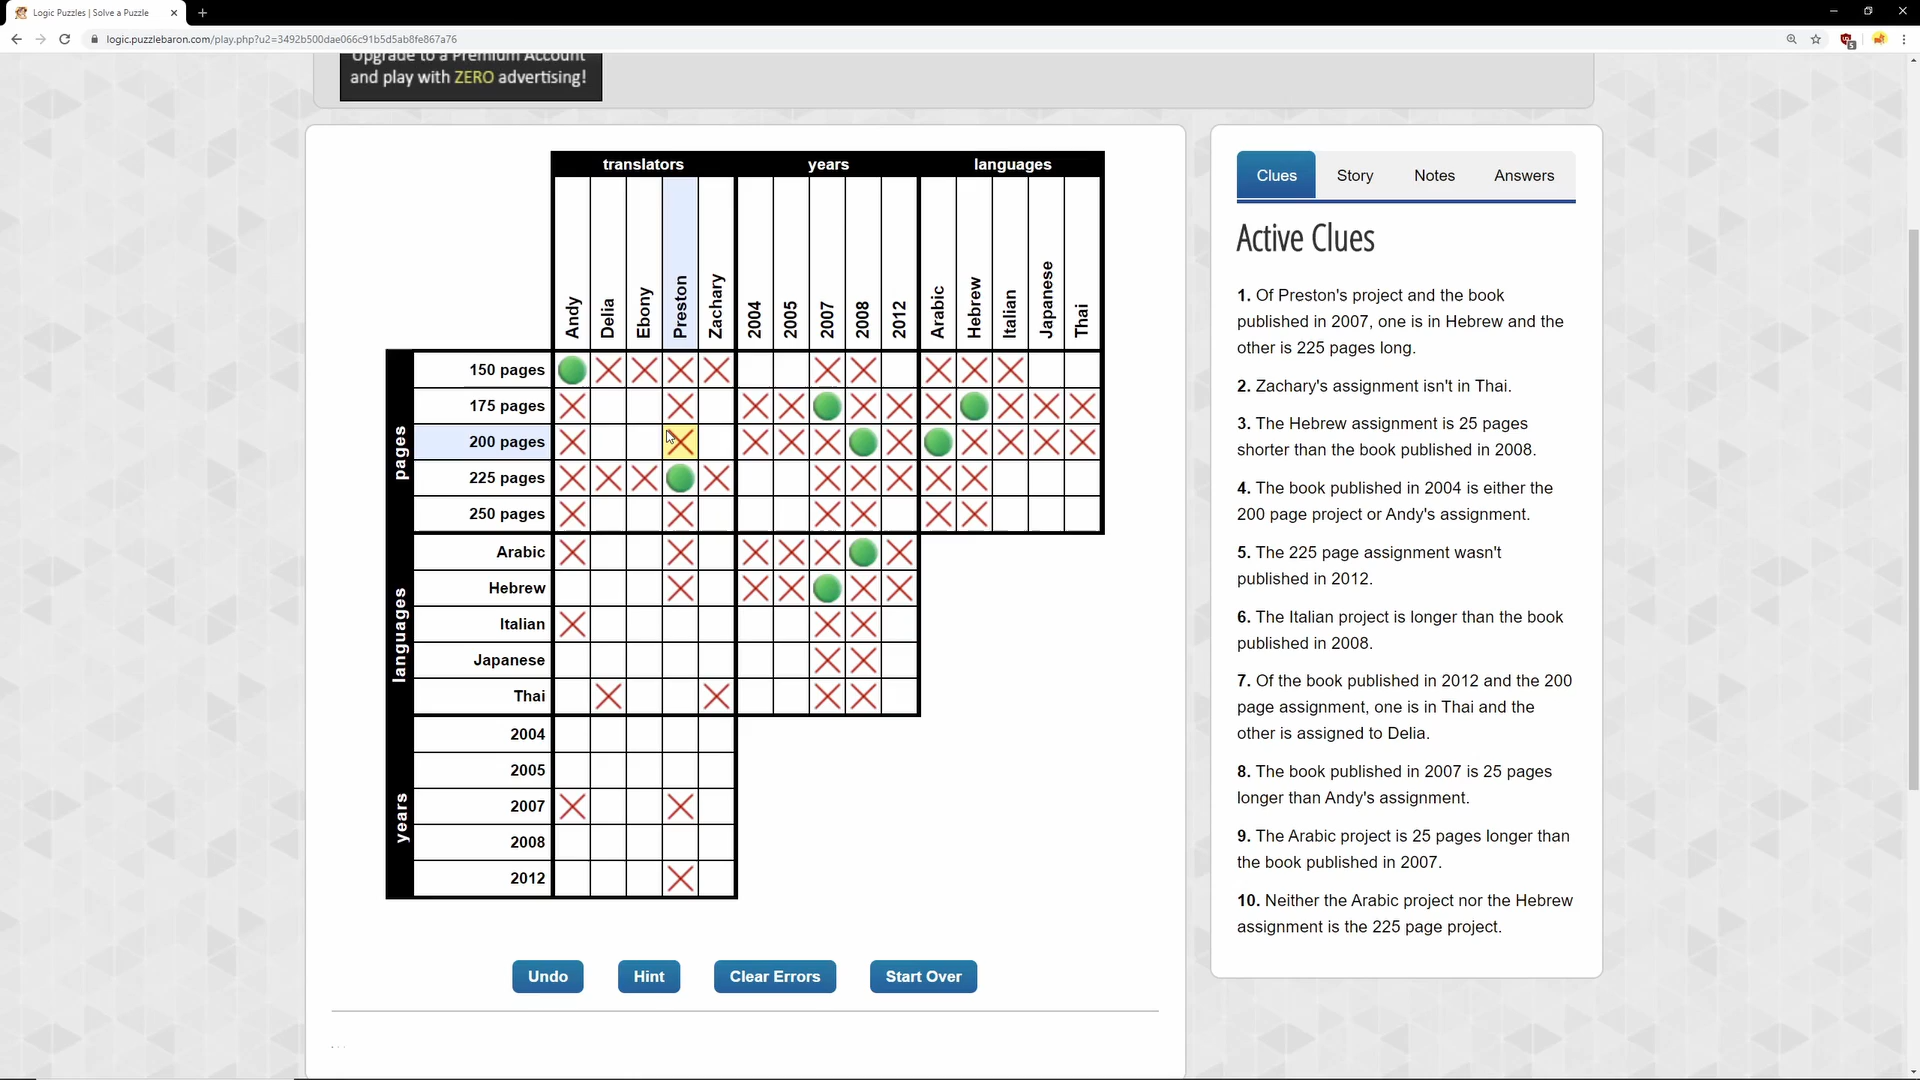 Logic Puzzles | Solve a Puzzle
logic.puzzlebaron.com/play.php?u2=3492b500dae066c91b5d5ab8fe867a76
5
Upgrade to a Premium Account
and play with ZERO advertising!
translators years languages
Andy Delia Ebony Preston Zachary 2004 2005 2007 2008 2012 Arabic Hebrew Italian Japanese Thai
pages
150 pages
175 pages
200 pages
225 pages
250 pages
languages
Arabic
Hebrew
Italian
Japanese
Thai
years
2004
2005
2007
2008
2012
Undo Hint Clear Errors Start Over
Clues Story Notes Answers
Active Clues
1. Of Preston's project and the book
published in 2007, one is in Hebrew and the
other is 225 pages long.
2. Zachary's assignment isn't in Thai.
3. The Hebrew assignment is 25 pages
shorter than the book published in 2008.
4. The book published in 2004 is either the
200 page project or Andy's assignment.
5. The 225 page assignment wasn't
published in 2012.
6. The Italian project is longer than the book
published in 2008.
7. Of the book published in 2012 and the 200
page assignment, one is in Thai and the
other is assigned to Delia.
8. The book published in 2007 is 25 pages
longer than Andy's assignment.
9. The Arabic project is 25 pages longer than
the book published in 2007.
10. Neither the Arabic project nor the Hebrew
assignment is the 225 page project.